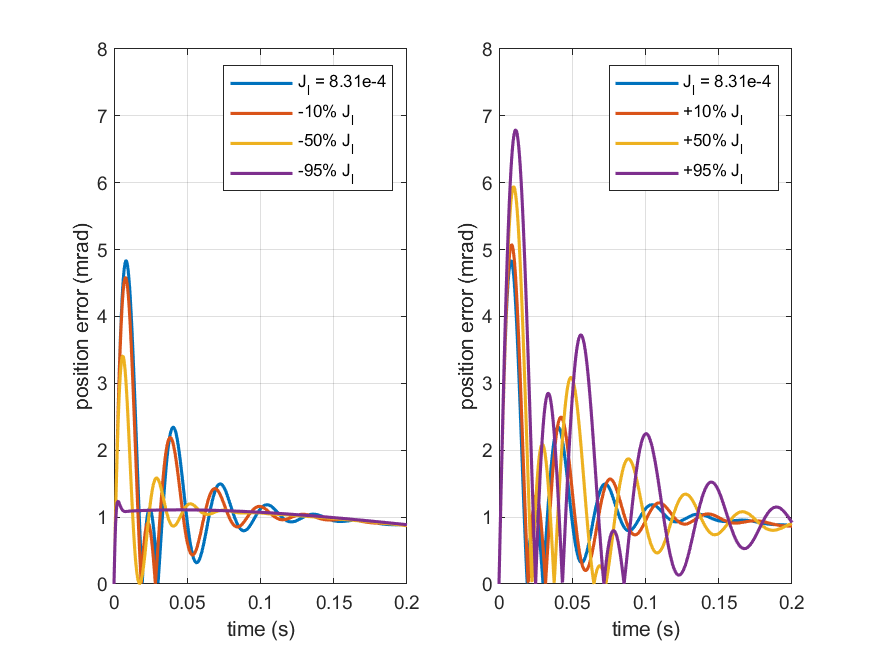 8
7
6
5
4
3
2
1
0
position error (mrad)
0 0.05 0.1 0.15 0.2
time (s)
J_l = 8.31e-4
-10% J_l
-50% J_l
-95% J_l
8
7
6
5
4
3
2
1
0
position error (mrad)
0 0.05 0.1 0.15 0.2
time (s)
J_l = 8.31e-4
+10% J_l
+50% J_l
+95% J_l